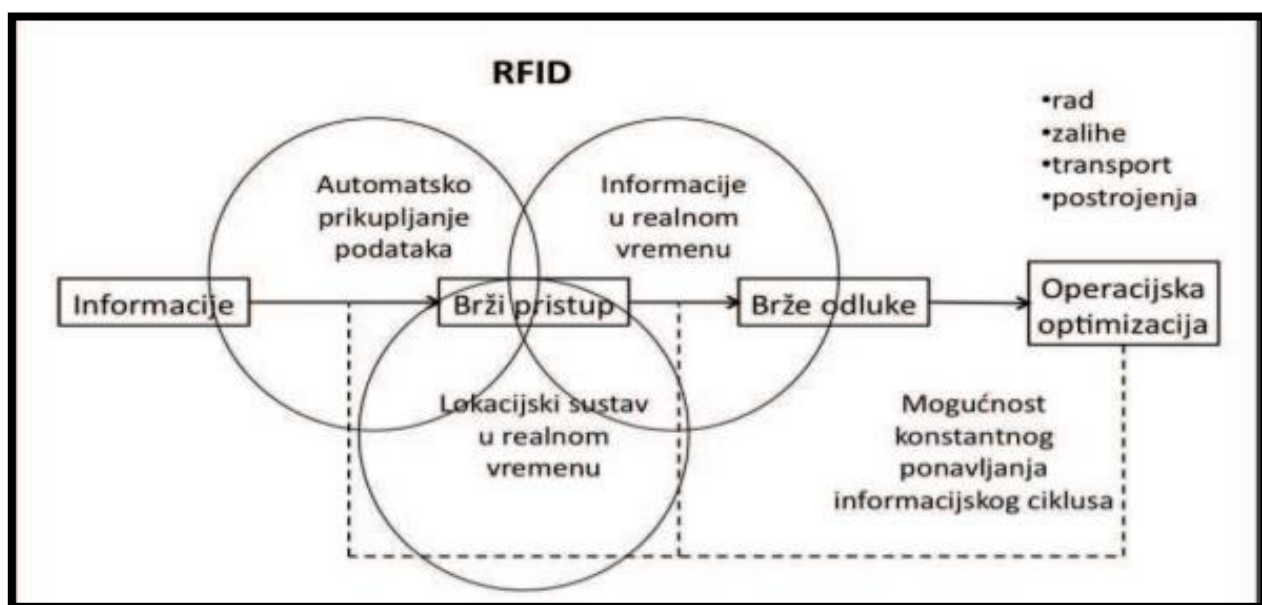 RFID
•rad
•zalihe
•transport
•postrojenja
Automatsko
prikupljanje
podataka
Informacije
u realnom
vremenu
Informacije
Brži pristup
Brže odluke
Operacijska
optimizacija
Lokacijski sustav
u realnom
vremenu
Mogućnost
konstantnog
ponavljanja
informacijskog ciklusa